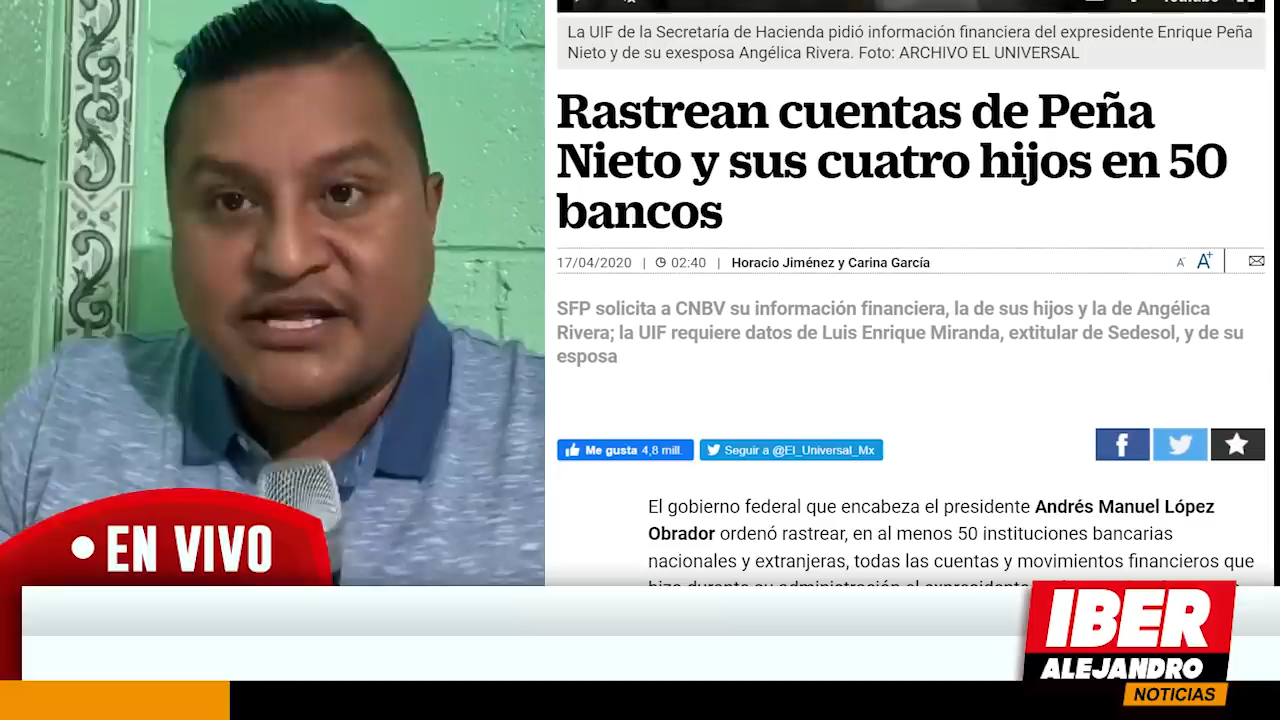 La UIF de la Secretaría de Hacienda pidió información financiera del expresidente Enrique Peña
Nieto y de su exesposa Angélica Rivera. Foto: ARCHIVO EL UNIVERSAL
Rastrean cuentas de Peña
Nieto y sus cuatro hijos en 50
bancos
17/04/2020 | 02:40 | Horacio Jiménez y Carina García
A- A+
SFP solicita a CNBV su información financiera, la de sus hijos y la de Angélica
Rivera; la UIF requiere datos de Luis Enrique Miranda, extitular de Sedesol, y de su
esposa
Me gusta 4,8 mill.
Seguir a @El_Universal_Mx
El gobierno federal que encabeza el presidente Andrés Manuel López
Obrador ordenó rastrear, en al menos 50 instituciones bancarias
nacionales y extranjeras, todas las cuentas y movimientos financieros que
EN VIVO
IBER
ALEJANDRO
NOTICIAS